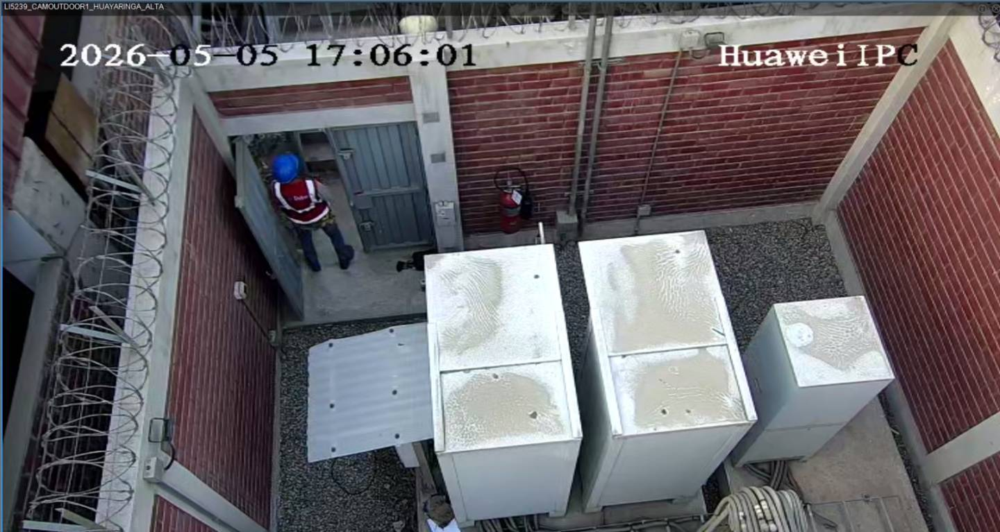 LI5239_CAMOUTDOOR1_HUAYARINGA_ALTA
2026-05-05 17:06:01
HuaweiIPC